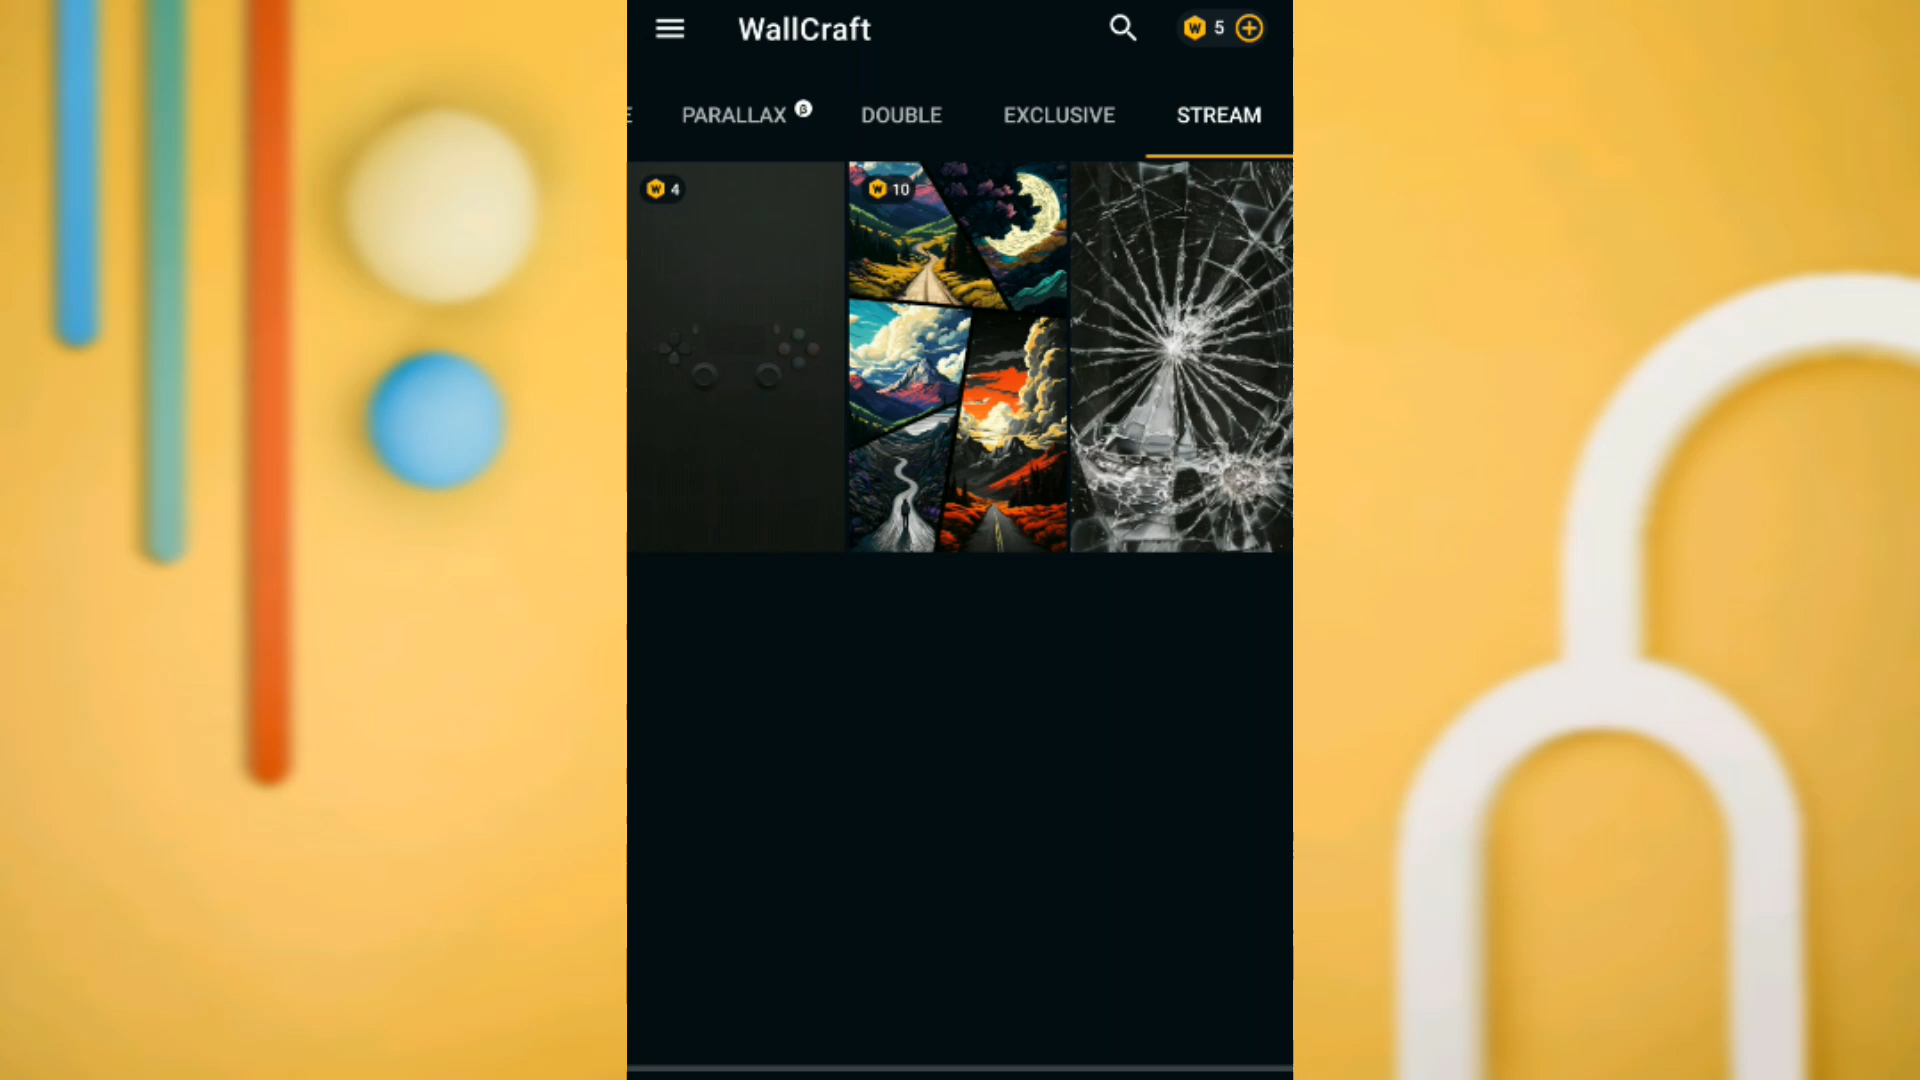 WallCraft
W 5
E PARALLAX β DOUBLE EXCLUSIVE STREAM
W 4
W 10